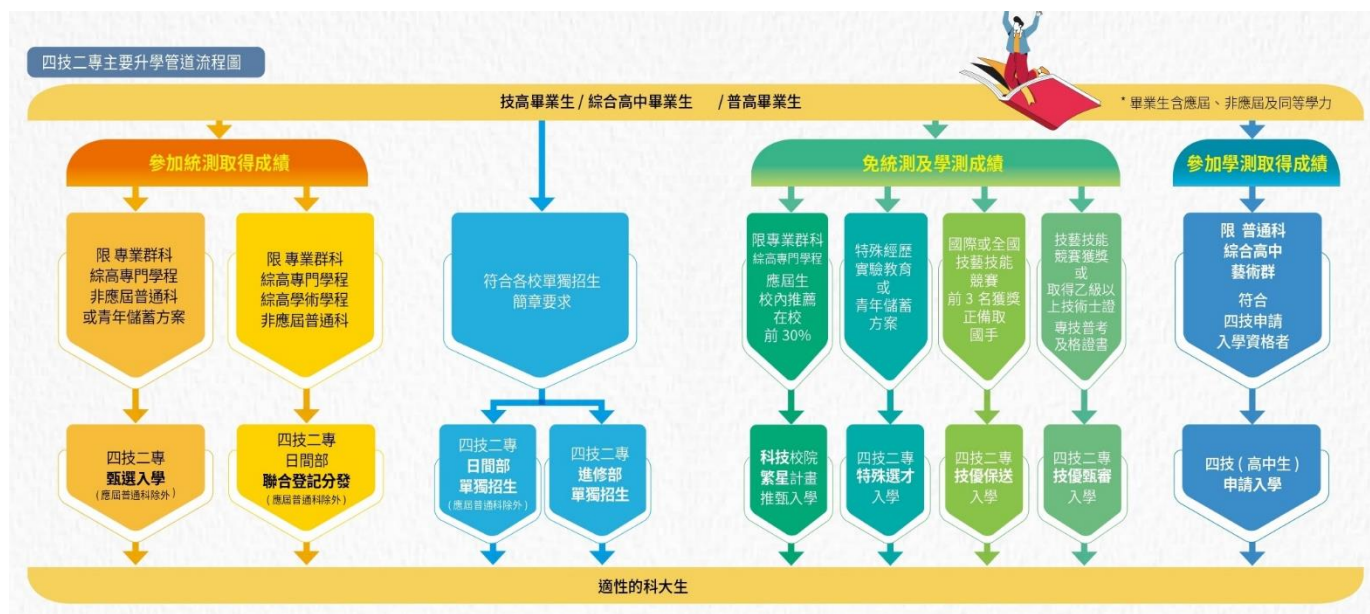 四技二專主要升學管道流程圖
技高畢業生 / 綜合高中畢業生 / 普高畢業生
* 畢業生含應屆、非應屆及同等學力
參加統測取得成績
免統測及學測成績
參加學測取得成績
限 專業群科
綜高專門學程
非應屆普通科
或青年儲蓄方案
限 專業群科
綜高專門學程
綜高學術學程
非應屆普通科
符合各校單獨招生
簡章要求
限專業群科
綜高專門學程
應屆生
校內推薦
在校
前 30%
特殊經歷
實驗教育
或
青年儲蓄
方案
國際或全國
技藝技能
競賽
前 3 名獲獎
正備取
國手
技藝技能
競賽獲獎
或
取得乙級以
上技術士證
專技普考
及格證書
限 普通科
綜合高中
藝術群
符合
四技申請
入學資格者
四技二專
甄選入學
(應屆普通科除外)
四技二專
日間部
聯合登記分發
(應屆普通科除外)
四技二專
日間部
單獨招生
(應屆普通科除外)
四技二專
進修部
單獨招生
科技校院
繁星計畫
推甄入學
四技二專
特殊選才
入學
四技二專
技優保送
入學
四技二專
技優甄審
入學
四技 ( 高中生 )
申請入學
適性的科大生